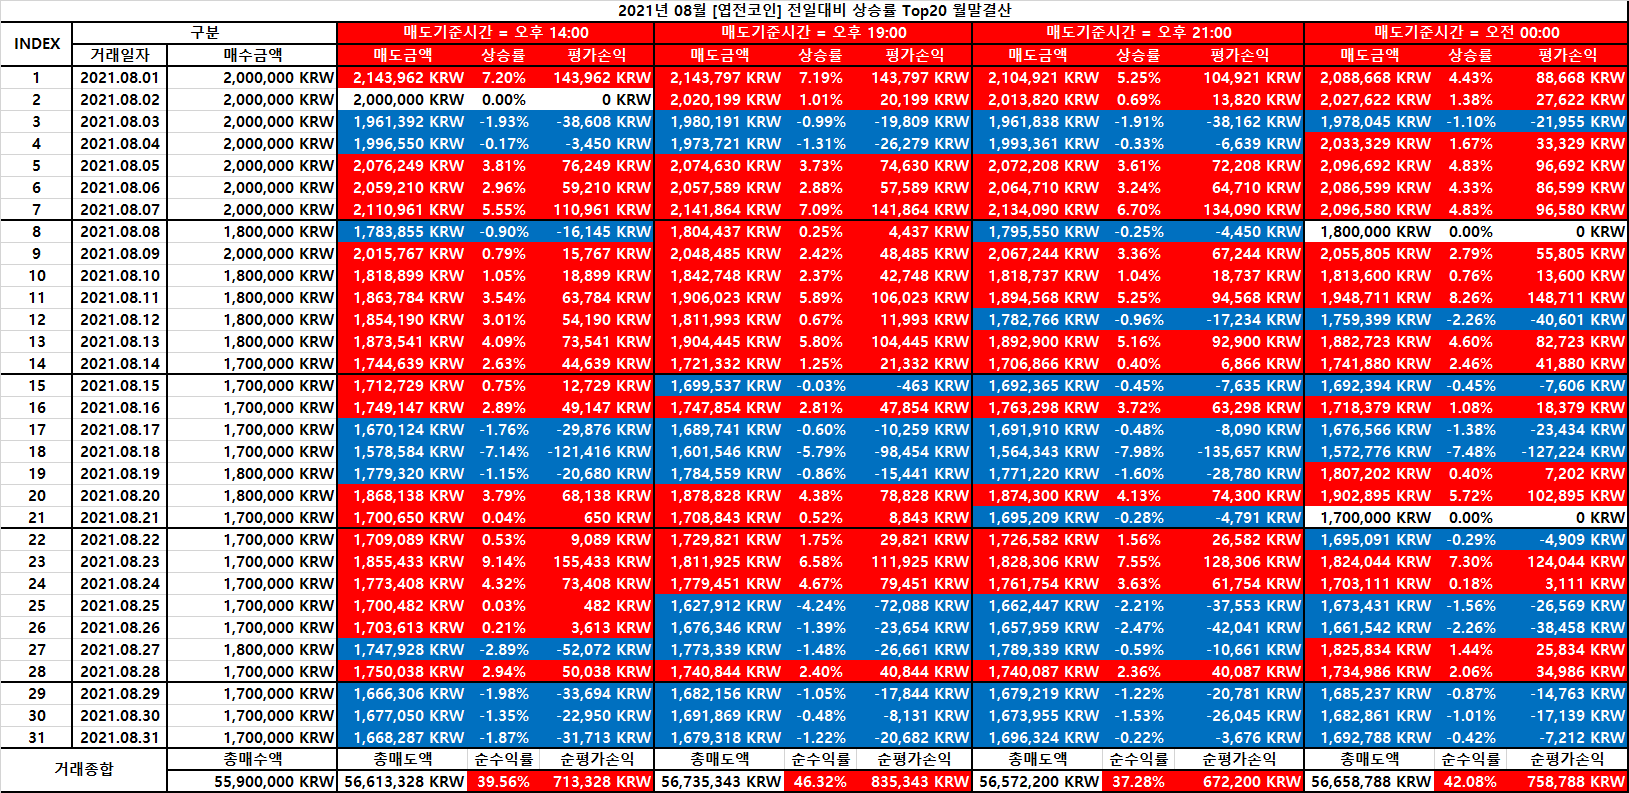 2021년 08월 [엽전코인] 전일대비 상승률 Top20 월말결산
INDEX 구분 매도기준시간 = 오후 14:00 매도기준시간 = 오후 19:00 매도기준시간 = 오후 21:00 매도기준시간 = 오전 00:00
거래일자 매수금액 매도금액 상승률 평가손익 매도금액 상승률 평가손익 매도금액 상승률 평가손익 매도금액 상승률 평가손익
1 2021.08.01 2,000,000 KRW 2,143,962 KRW 7.20% 143,962 KRW 2,143,797 KRW 7.19% 143,797 KRW 2,104,921 KRW 5.25% 104,921 KRW 2,088,668 KRW 4.43% 88,668 KRW
2 2021.08.02 2,000,000 KRW 2,000,000 KRW 0.00% 0 KRW 2,020,199 KRW 1.01% 20,199 KRW 2,013,820 KRW 0.69% 13,820 KRW 2,027,622 KRW 1.38% 27,622 KRW
3 2021.08.03 2,000,000 KRW 1,961,392 KRW -1.93% -38,608 KRW 1,980,191 KRW -0.99% -19,809 KRW 1,961,838 KRW -1.91% -38,162 KRW 1,978,045 KRW -1.10% -21,955 KRW
4 2021.08.04 2,000,000 KRW 1,996,550 KRW -0.17% -3,450 KRW 1,973,721 KRW -1.31% -26,279 KRW 1,993,361 KRW -0.33% -6,639 KRW 2,033,329 KRW 1.67% 33,329 KRW
5 2021.08.05 2,000,000 KRW 2,076,249 KRW 3.81% 76,249 KRW 2,074,630 KRW 3.73% 74,630 KRW 2,072,208 KRW 3.61% 72,208 KRW 2,096,692 KRW 4.83% 96,692 KRW
6 2021.08.06 2,000,000 KRW 2,059,210 KRW 2.96% 59,210 KRW 2,057,589 KRW 2.88% 57,589 KRW 2,064,710 KRW 3.24% 64,710 KRW 2,086,599 KRW 4.33% 86,599 KRW
7 2021.08.07 2,000,000 KRW 2,110,961 KRW 5.55% 110,961 KRW 2,141,864 KRW 7.09% 141,864 KRW 2,134,090 KRW 6.70% 134,090 KRW 2,096,580 KRW 4.83% 96,580 KRW
8 2021.08.08 1,800,000 KRW 1,783,855 KRW -0.90% -16,145 KRW 1,804,437 KRW 0.25% 4,437 KRW 1,795,550 KRW -0.25% -4,450 KRW 1,800,000 KRW 0.00% 0 KRW
9 2021.08.09 2,000,000 KRW 2,015,767 KRW 0.79% 15,767 KRW 2,048,485 KRW 2.42% 48,485 KRW 2,067,244 KRW 3.36% 67,244 KRW 2,055,805 KRW 2.79% 55,805 KRW
10 2021.08.10 1,800,000 KRW 1,818,899 KRW 1.05% 18,899 KRW 1,842,748 KRW 2.37% 42,748 KRW 1,818,737 KRW 1.04% 18,737 KRW 1,813,600 KRW 0.76% 13,600 KRW
11 2021.08.11 1,800,000 KRW 1,863,784 KRW 3.54% 63,784 KRW 1,906,023 KRW 5.89% 106,023 KRW 1,894,568 KRW 5.25% 94,568 KRW 1,948,711 KRW 8.26% 148,711 KRW
12 2021.08.12 1,800,000 KRW 1,854,190 KRW 3.01% 54,190 KRW 1,811,993 KRW 0.67% 11,993 KRW 1,782,766 KRW -0.96% -17,234 KRW 1,759,399 KRW -2.26% -40,601 KRW
13 2021.08.13 1,800,000 KRW 1,873,541 KRW 4.09% 73,541 KRW 1,904,445 KRW 5.80% 104,445 KRW 1,892,900 KRW 5.16% 92,900 KRW 1,882,723 KRW 4.60% 82,723 KRW
14 2021.08.14 1,700,000 KRW 1,744,639 KRW 2.63% 44,639 KRW 1,721,332 KRW 1.25% 21,332 KRW 1,706,866 KRW 0.40% 6,866 KRW 1,741,880 KRW 2.46% 41,880 KRW
15 2021.08.15 1,700,000 KRW 1,712,729 KRW 0.75% 12,729 KRW 1,699,537 KRW -0.03% -463 KRW 1,692,365 KRW -0.45% -7,635 KRW 1,692,394 KRW -0.45% -7,606 KRW
16 2021.08.16 1,700,000 KRW 1,749,147 KRW 2.89% 49,147 KRW 1,747,854 KRW 2.81% 47,854 KRW 1,763,298 KRW 3.72% 63,298 KRW 1,718,379 KRW 1.08% 18,379 KRW
17 2021.08.17 1,700,000 KRW 1,670,124 KRW -1.76% -29,876 KRW 1,689,741 KRW -0.60% -10,259 KRW 1,691,910 KRW -0.48% -8,090 KRW 1,676,566 KRW -1.38% -23,434 KRW
18 2021.08.18 1,700,000 KRW 1,578,584 KRW -7.14% -121,416 KRW 1,601,546 KRW -5.79% -98,454 KRW 1,564,343 KRW -7.98% -135,657 KRW 1,572,776 KRW -7.48% -127,224 KRW
19 2021.08.19 1,800,000 KRW 1,779,320 KRW -1.15% -20,680 KRW 1,784,559 KRW -0.86% -15,441 KRW 1,771,220 KRW -1.60% -28,780 KRW 1,807,202 KRW 0.40% 7,202 KRW
20 2021.08.20 1,800,000 KRW 1,868,138 KRW 3.79% 68,138 KRW 1,878,828 KRW 4.38% 78,828 KRW 1,874,300 KRW 4.13% 74,300 KRW 1,902,895 KRW 5.72% 102,895 KRW
21 2021.08.21 1,700,000 KRW 1,700,650 KRW 0.04% 650 KRW 1,708,843 KRW 0.52% 8,843 KRW 1,695,209 KRW -0.28% -4,791 KRW 1,700,000 KRW 0.00% 0 KRW
22 2021.08.22 1,700,000 KRW 1,709,089 KRW 0.53% 9,089 KRW 1,729,821 KRW 1.75% 29,821 KRW 1,726,582 KRW 1.56% 26,582 KRW 1,695,091 KRW -0.29% -4,909 KRW
23 2021.08.23 1,700,000 KRW 1,855,433 KRW 9.14% 155,433 KRW 1,811,925 KRW 6.58% 111,925 KRW 1,828,306 KRW 7.55% 128,306 KRW 1,824,044 KRW 7.30% 124,044 KRW
24 2021.08.24 1,700,000 KRW 1,773,408 KRW 4.32% 73,408 KRW 1,779,451 KRW 4.67% 79,451 KRW 1,761,754 KRW 3.63% 61,754 KRW 1,703,111 KRW 0.18% 3,111 KRW
25 2021.08.25 1,700,000 KRW 1,700,482 KRW 0.03% 482 KRW 1,627,912 KRW -4.24% -72,088 KRW 1,662,447 KRW -2.21% -37,553 KRW 1,673,431 KRW -1.56% -26,569 KRW
26 2021.08.26 1,700,000 KRW 1,703,613 KRW 0.21% 3,613 KRW 1,676,346 KRW -1.39% -23,654 KRW 1,657,959 KRW -2.47% -42,041 KRW 1,661,542 KRW -2.26% -38,458 KRW
27 2021.08.27 1,800,000 KRW 1,747,928 KRW -2.89% -52,072 KRW 1,773,339 KRW -1.48% -26,661 KRW 1,789,339 KRW -0.59% -10,661 KRW 1,825,834 KRW 1.44% 25,834 KRW
28 2021.08.28 1,700,000 KRW 1,750,038 KRW 2.94% 50,038 KRW 1,740,844 KRW 2.40% 40,844 KRW 1,740,087 KRW 2.36% 40,087 KRW 1,734,986 KRW 2.06% 34,986 KRW
29 2021.08.29 1,700,000 KRW 1,666,306 KRW -1.98% -33,694 KRW 1,682,156 KRW -1.05% -17,844 KRW 1,679,219 KRW -1.22% -20,781 KRW 1,685,237 KRW -0.87% -14,763 KRW
30 2021.08.30 1,700,000 KRW 1,677,050 KRW -1.35% -22,950 KRW 1,691,869 KRW -0.48% -8,131 KRW 1,673,955 KRW -1.53% -26,045 KRW 1,682,861 KRW -1.01% -17,139 KRW
31 2021.08.31 1,700,000 KRW 1,668,287 KRW -1.87% -31,713 KRW 1,679,318 KRW -1.22% -20,682 KRW 1,696,324 KRW -0.22% -3,676 KRW 1,692,788 KRW -0.42% -7,212 KRW
거래종합 총매수액 총매도액 순수익률 순평가손익 총매도액 순수익률 순평가손익 총매도액 순수익률 순평가손익 총매도액 순수익률 순평가손익
55,900,000 KRW 56,613,328 KRW 39.56% 713,328 KRW 56,735,343 KRW 46.32% 835,343 KRW 56,572,200 KRW 37.28% 672,200 KRW 56,658,788 KRW 42.08% 758,788 KRW